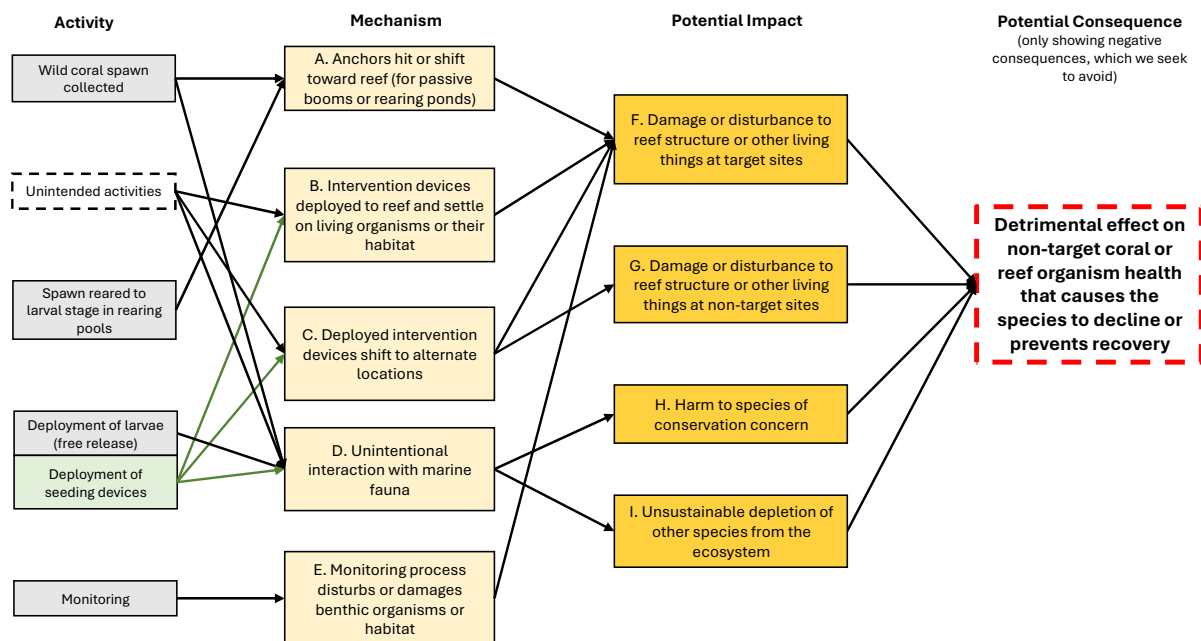 Activity
Mechanism
Potential Impact
Potential Consequence
(only showing negative
consequences, which we seek
to avoid)
Wild coral spawn
collected
Unintended activities
Spawn reared to
larval stage in rearing
pools
Deployment of larvae
(free release)
Deployment of
seeding devices
Monitoring
A. Anchors hit or shift
toward reef (for passive
booms or rearing ponds)
B. Intervention devices
deployed to reef and settle
on living organisms or their
habitat
C. Deployed intervention
devices shift to alternate
locations
D. Unintentional
interaction with marine
fauna
E. Monitoring process
disturbs or damages
benthic organisms or
habitat
F. Damage or disturbance to
reef structure or other living
things at target sites
G. Damage or disturbance to
reef structure or other living
things at non-target sites
H. Harm to species of
conservation concern
I. Unsustainable depletion of
other species from the
ecosystem
Detrimental effect on
non-target coral or
reef organism health
that causes the
species to decline or
prevents recovery